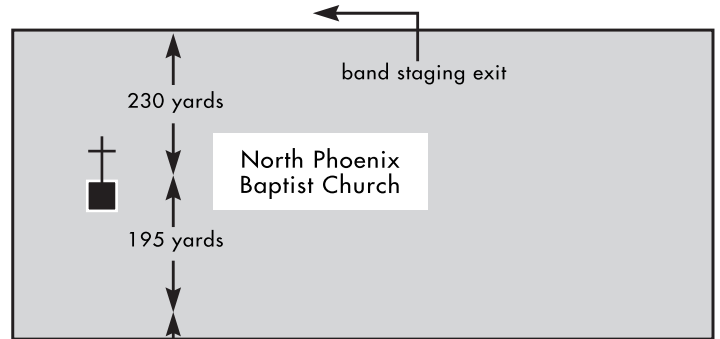 band staging exit
230 yards
North Phoenix
Baptist Church
195 yards